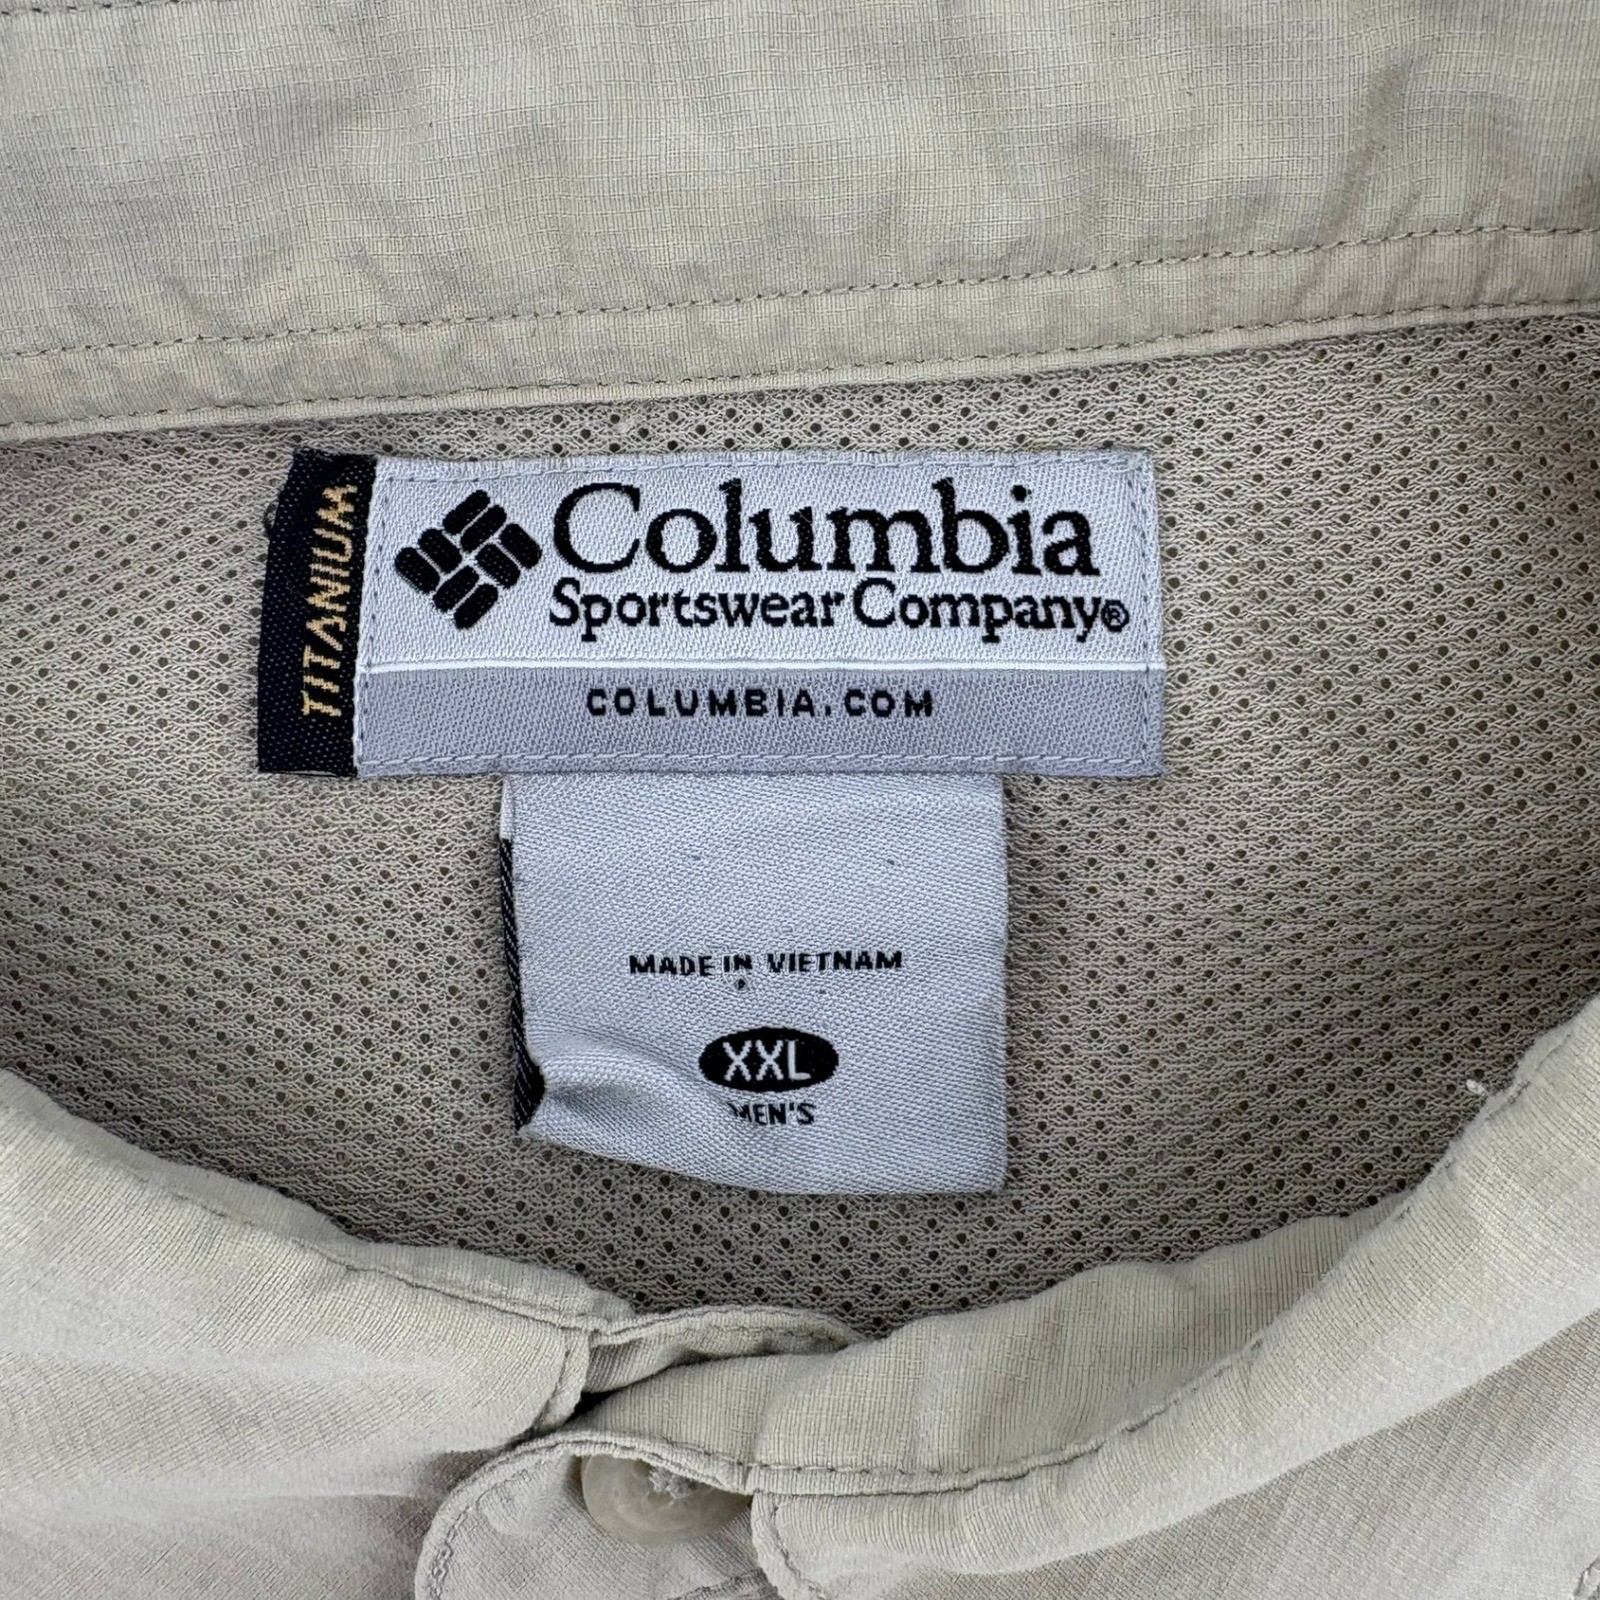 TITANIUM
Columbia
Sportswear Company®
COLUMBIA.COM
MADE IN VIETNAM
XXL
MEN'S